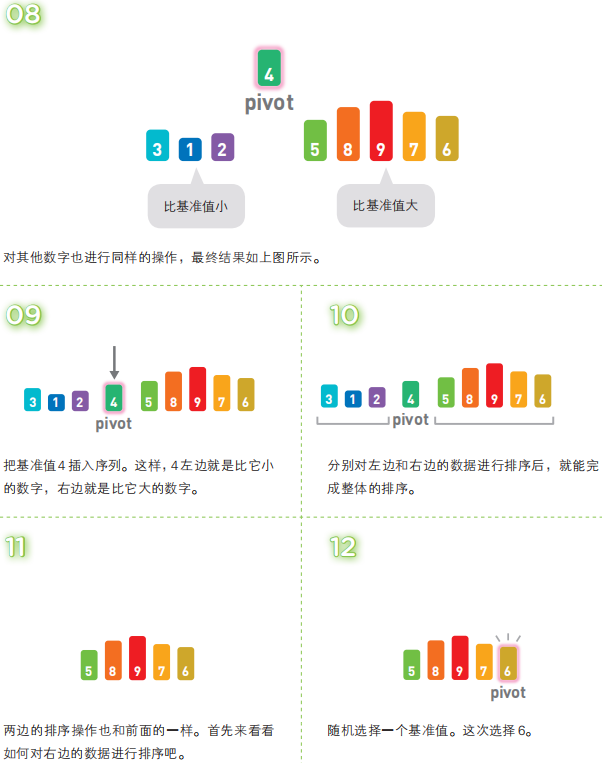 08
4
pivot
3 1 2 5 8 9 7 6
比基准值小 比基准值大
对其他数字也进行同样的操作，最终结果如上图所示。
09
3 1 2 4 5 8 9 7 6
pivot
把基准值4插入序列。这样，4左边就是比它小
的数字，右边就是比它大的数字。
10
3 1 2 4 5 8 9 7 6
pivot
分别对左边和右边的数据进行排序后，就能完
成整体的排序。
11
5 8 9 7 6
两边的排序操作也和前面的一样。首先来看看
如何对右边的数据进行排序吧。
12
5 8 9 7 6
pivot
随机选择一个基准值。这次选择6。